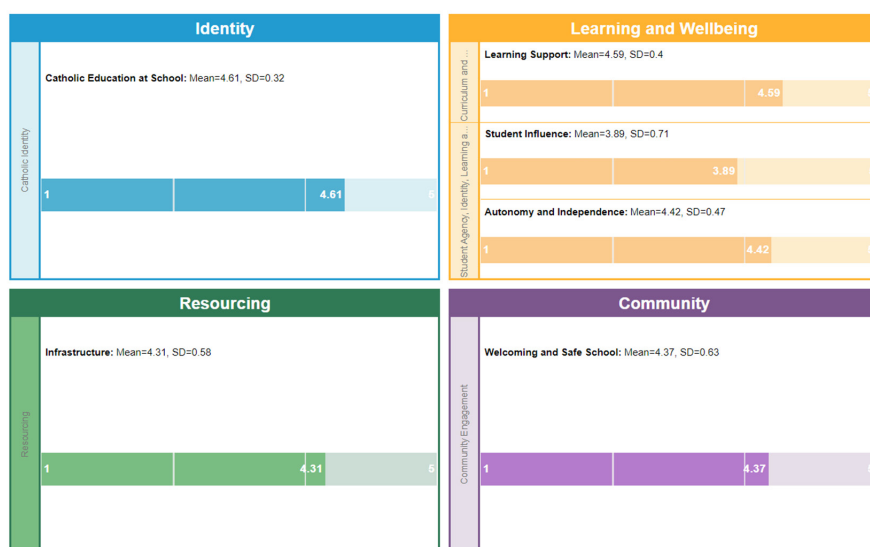 Identity
Catholic Identity
Catholic Education at School: Mean=4.61, SD=0.32
1 4.61 5
Learning and Wellbeing
Curriculum and ...
Learning Support: Mean=4.59, SD=0.4
1 4.59
Student Agency, Identity, Learning a...
Student Influence: Mean=3.89, SD=0.71
1 3.89
Autonomy and Independence: Mean=4.42, SD=0.47
1 4.42
Resourcing
Resourcing
Infrastructure: Mean=4.31, SD=0.58
1 4.31 5
Community
Community Engagement
Welcoming and Safe School: Mean=4.37, SD=0.63
1 4.37